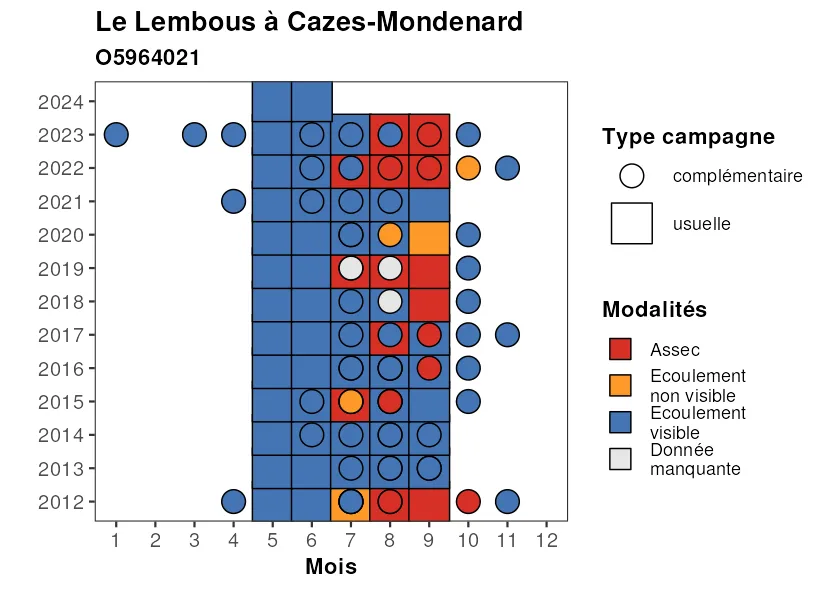 Le Lembous à Cazes-Mondenard
O5964021
2024
2023
2022
2021
2020
2019
2018
2017
2016
2015
2014
2013
2012
1 2 3 4 5 6 7 8 9 10 11 12
Mois
Type campagne
complémentaire
usuelle
Modalités
Assec
Ecoulement
non visible
Ecoulement
visible
Donnée
manquante